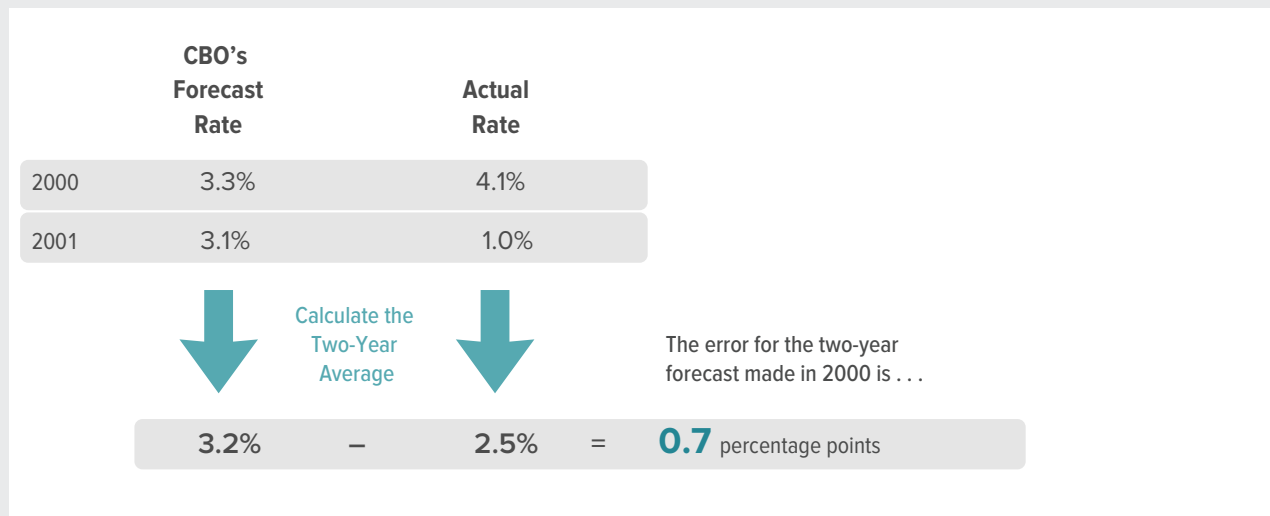 CBO’s
Forecast
Rate
Actual
Rate
2000 3.3% 4.1%
2001 3.1% 1.0%
Calculate the
Two-Year
Average
The error for the two-year
forecast made in 2000 is . . .
3.2% – 2.5% = 0.7 percentage points